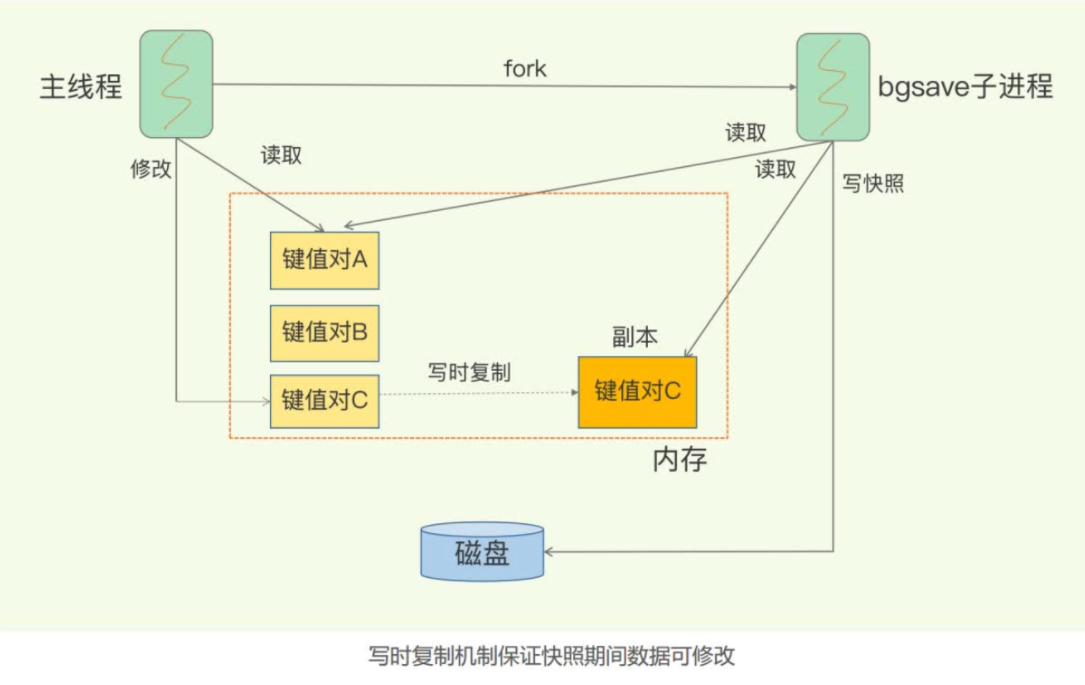 fork
主线程
bgsave子进程
修改
读取
读取
读取
写快照
键值对A
键值对B
副本
键值对C
写时复制
键值对C
内存
磁盘
写时复制机制保证快照期间数据可修改